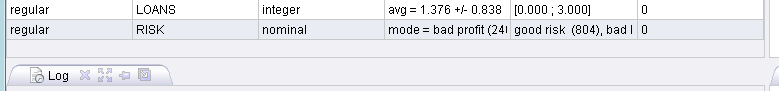 regular LOANS integer avg = 1.376 +/- 0.838 [0.000 ; 3.000] 0
regular RISK nominal mode = bad profit (24 good risk (804), bad l 0
Log